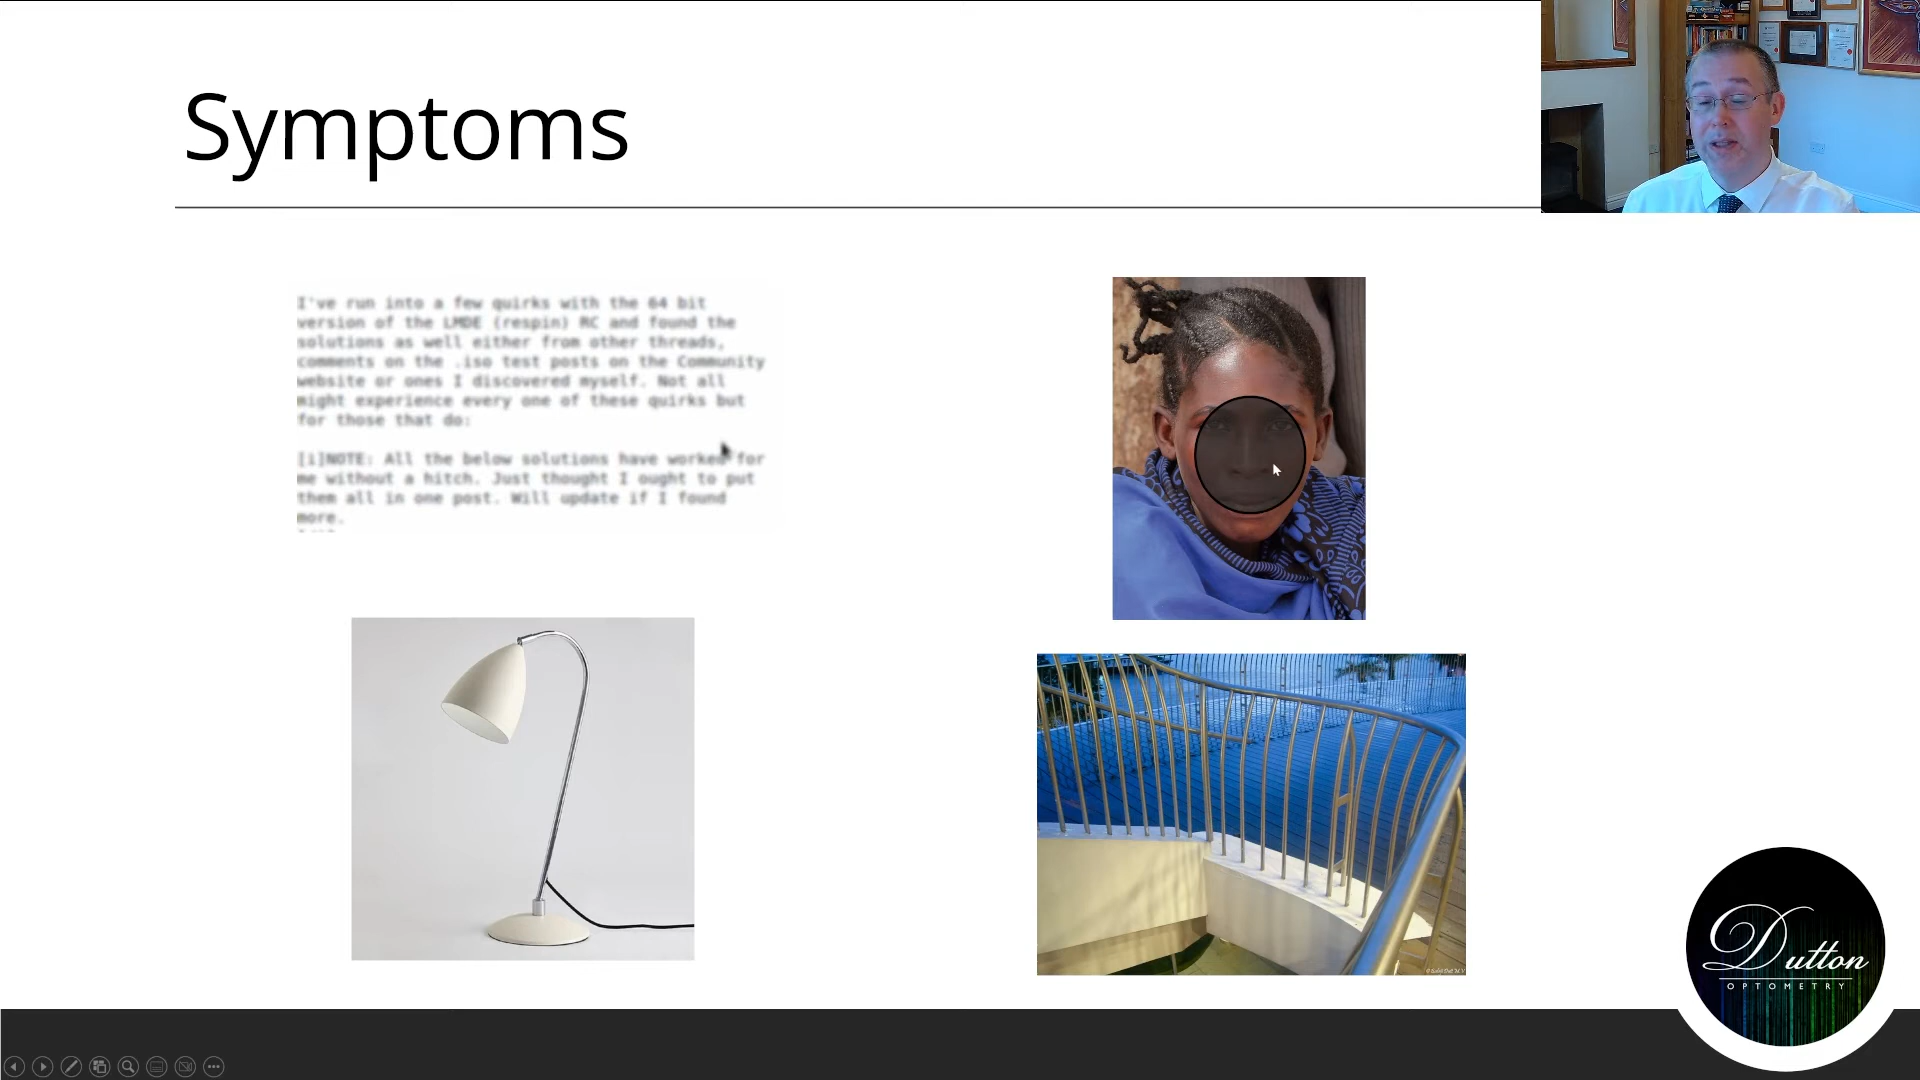 Symptoms
I've run into a few quirks with the 64 bit
version of the LMDE (respin) RC and found the
solutions as well either from other threads,
comments on the .iso test posts on the Community
website or ones I discovered myself. Not all
might experience every one of these quirks but
for those that do:
[i]NOTE: All the below solutions have worked for
me without a hitch. Just thought I ought to put
them all in one post. Will update if I found
more.
Dutton
OPTOMETRY